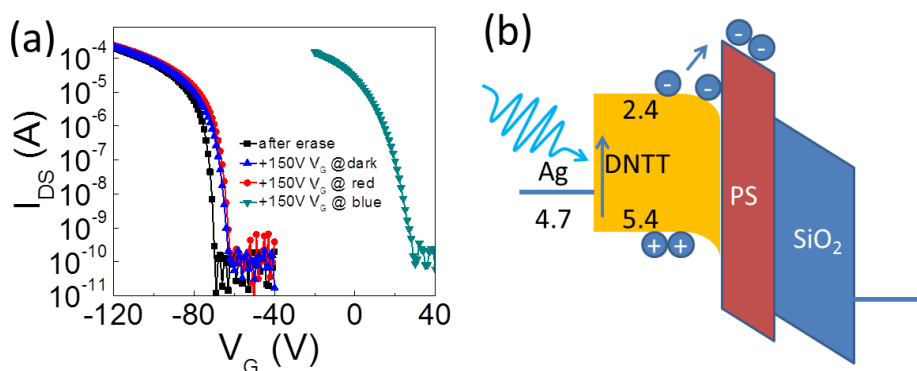 (a)
I_DS (A)
10^-4
10^-5
10^-6
10^-7
10^-8
10^-9
10^-10
10^-11
after erase
+150V V_G @dark
+150V V_G @ red
+150V V_G @ blue
-120 -80 -40 0 40
V_G (V)
(b)
- -
- -
2.4
Ag DNTT
4.7 5.4
PS
SiO₂
+ +